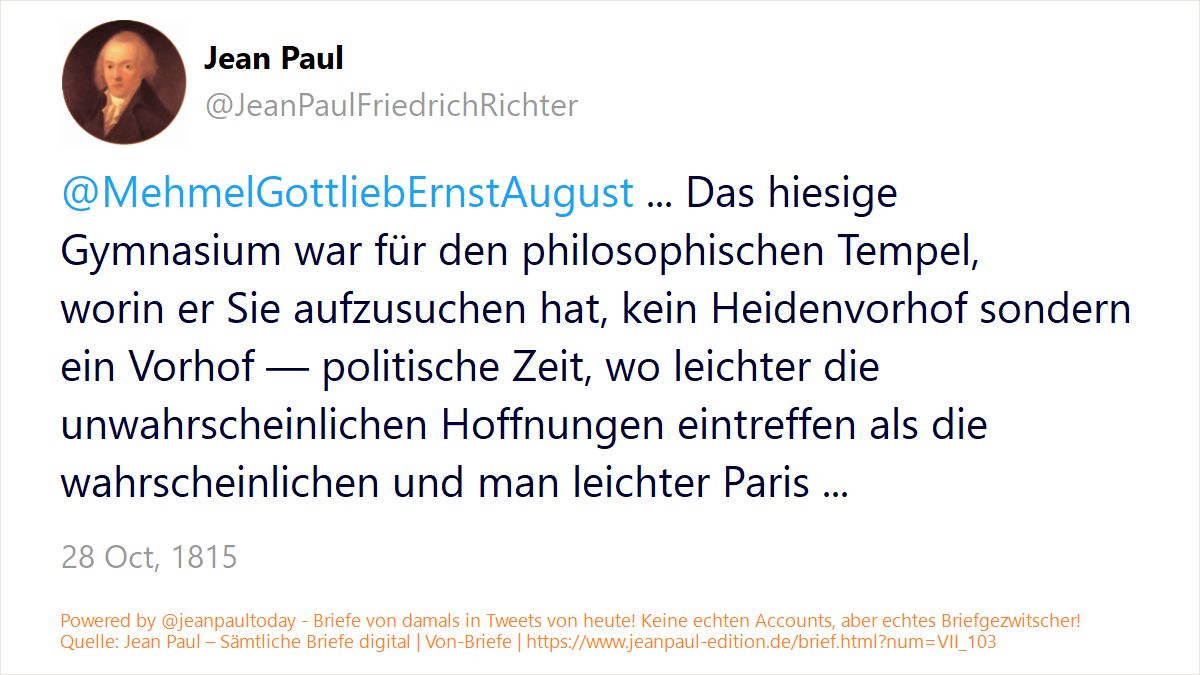 Jean Paul
@JeanPaulFriedrichRichter
@MehmelGottliebErnstAugust ... Das hiesige
Gymnasium war für den philosophischen Tempel,
worin er Sie aufzusuchen hat, kein Heidenvorhof sondern
ein Vorhof — politische Zeit, wo leichter die
unwahrscheinlichen Hoffnungen eintreffen als die
wahrscheinlichen und man leichter Paris ...
28 Oct, 1815
Powered by @jeanpaultoday - Briefe von damals in Tweets von heute! Keine echten Accounts, aber echtes Briefgezwitscher!
Quelle: Jean Paul – Sämtliche Briefe digital | Von-Briefe | https://www.jeanpaul-edition.de/brief.html?num=VII_103